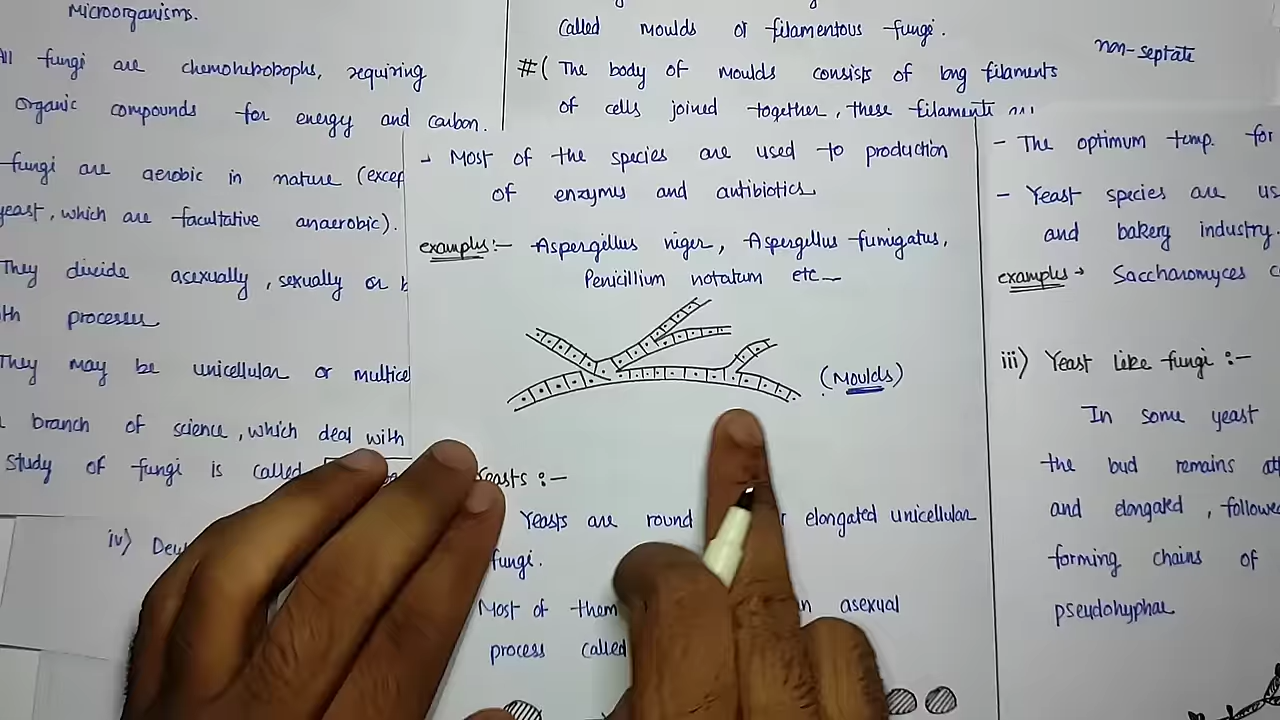 Microorganisms.
All fungi are chemoheterotrophs, requiring
organic compounds for energy and carbon.
fungi are aerobic in nature (excep
yeast, which are facultative anaerobic).
They divide asexually, sexually or b
processes
They may be unicellular or multicel
branch of science, which deal with
study of fungi is called
iv)
called moulds or filamentous fungi.
#( The body of moulds consists of long filaments
of cells joined together, these filaments
non-septate
- Most of the species are used to production
of enzymes and antibiotics
examples:- Aspergillus niger, Aspergillus fumigatus,
Penicillium notatum etc—
(Moulds)
Yeasts :-
Yeasts are round elongated unicellular
fungi.
Most of them asexual
process called
- The optimum temp. for
- Yeast species are us
and bakery industry.
examples → Saccharomyces c
iii) Yeast like fungi :-
In some yeast
the bud remains att
and elongated, followe
forming chains of
pseudohyphae